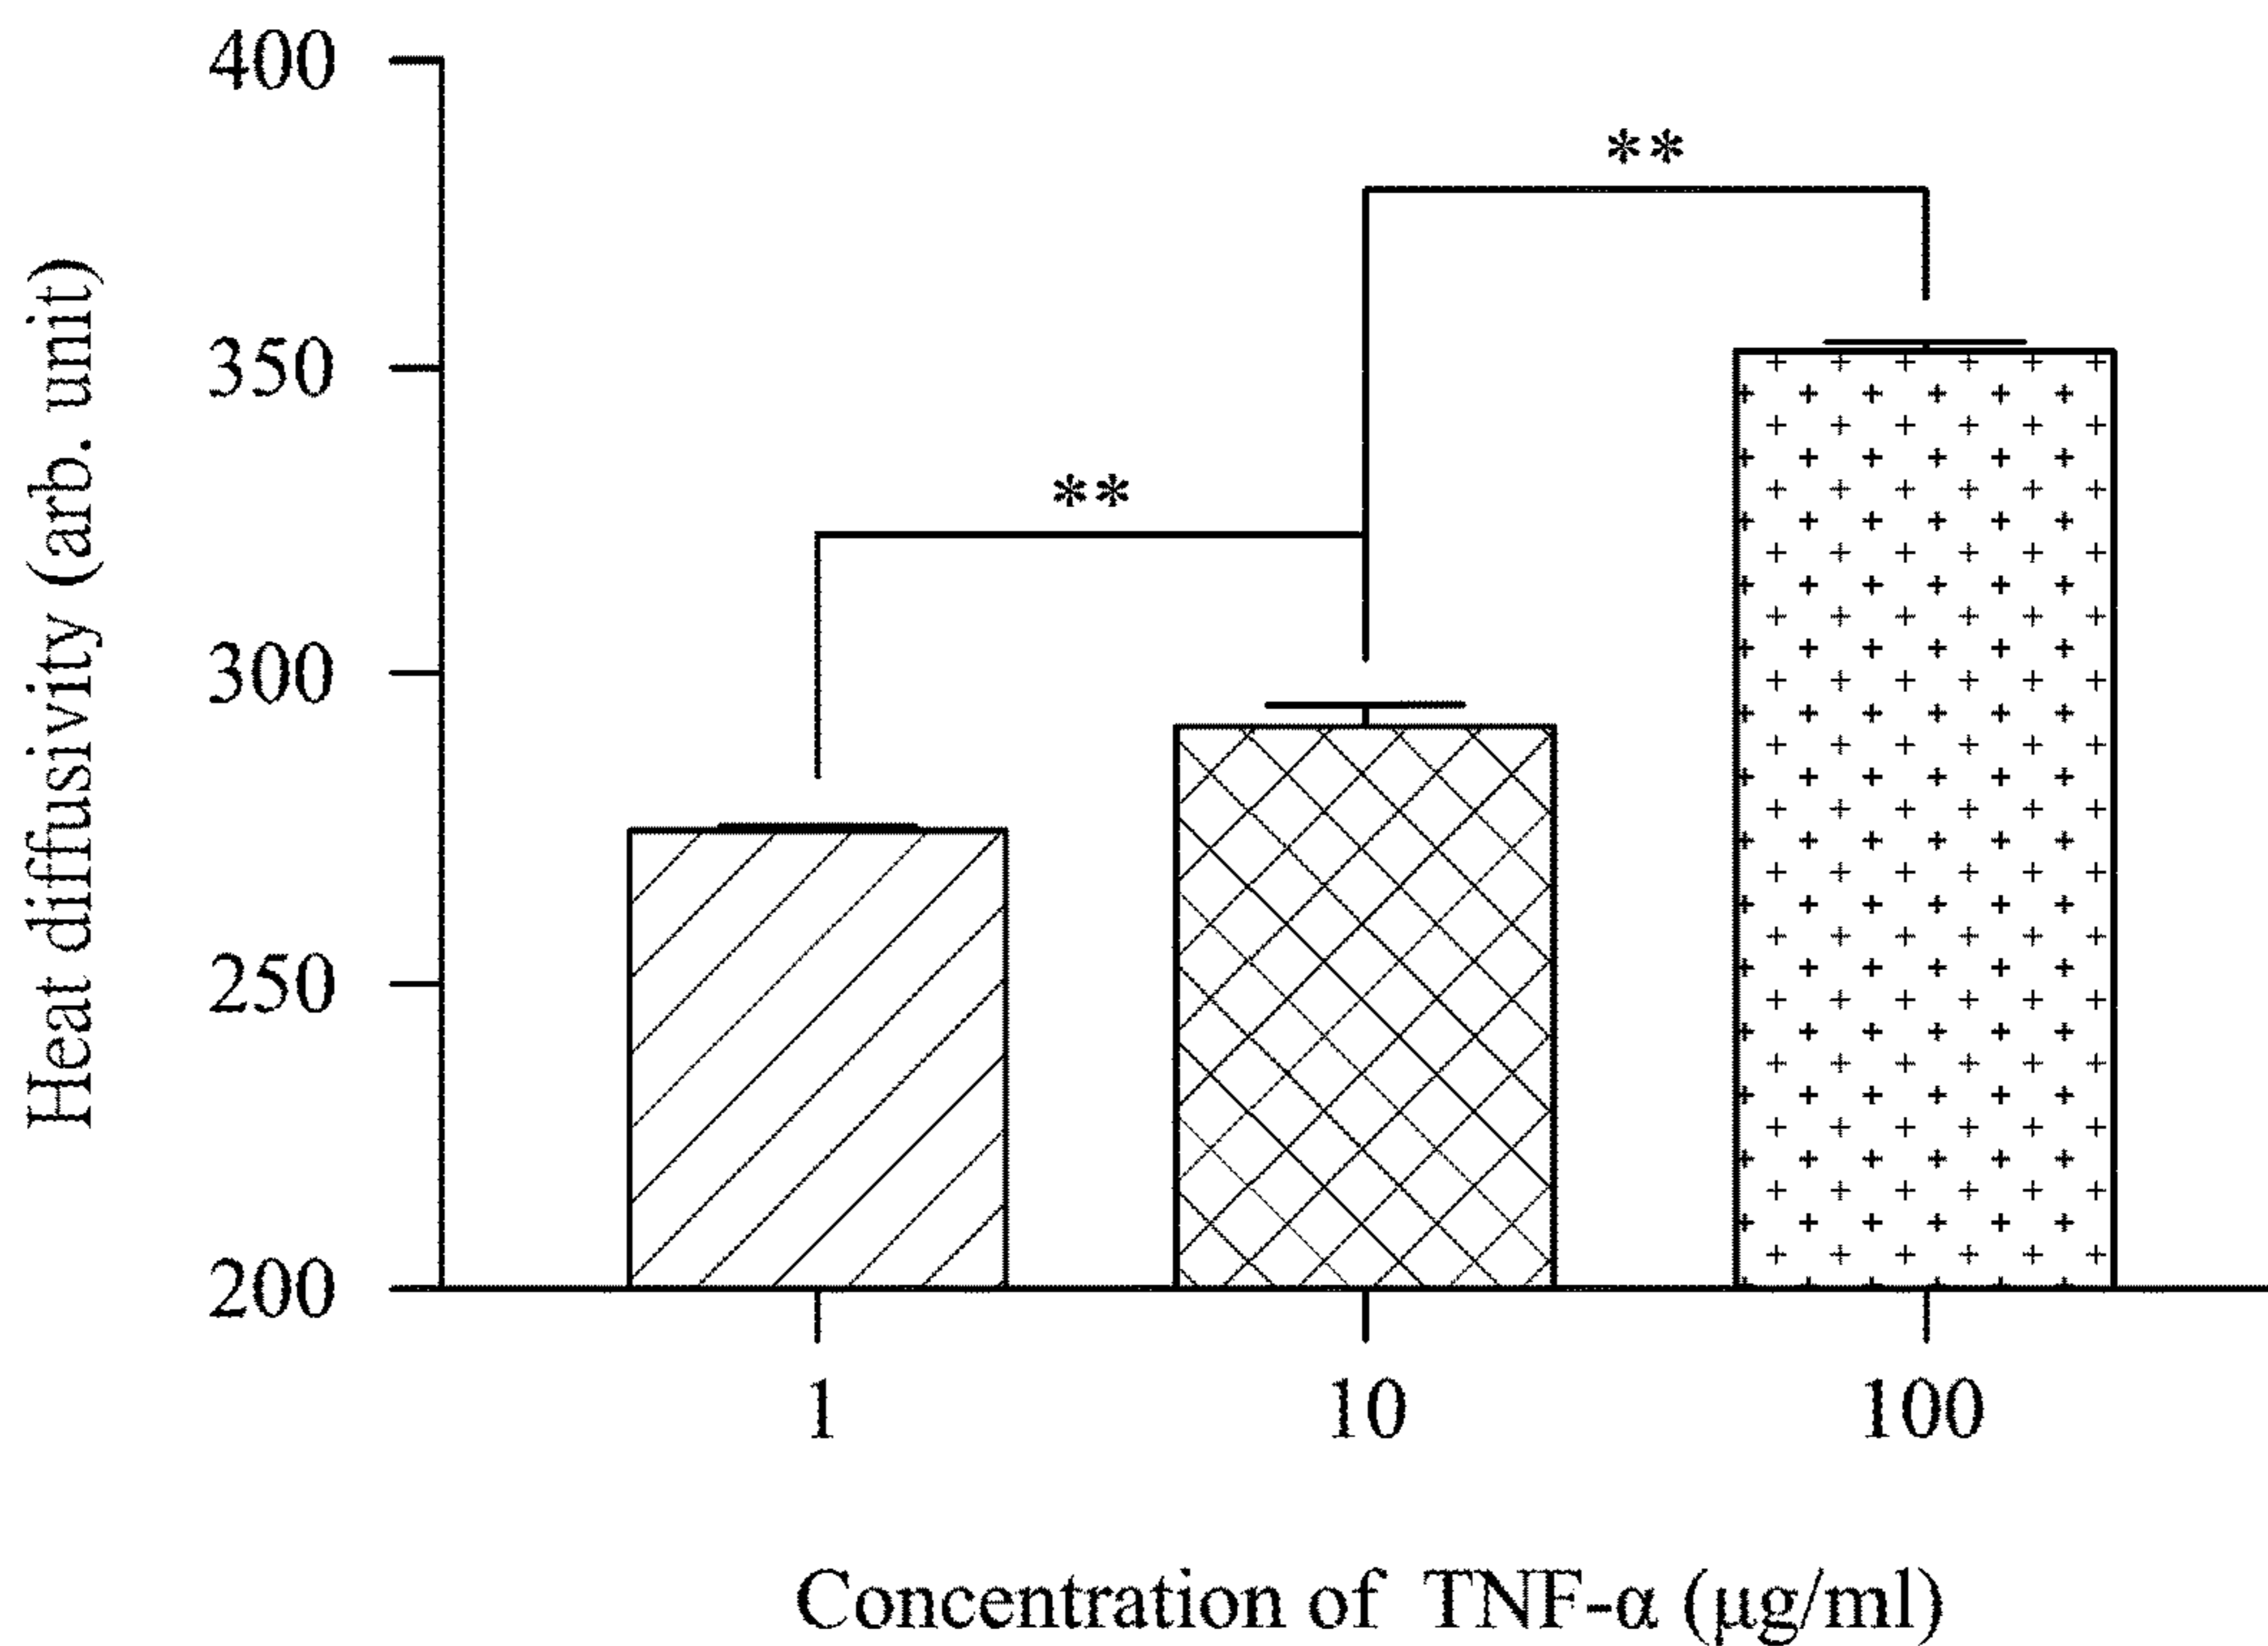 Heat diffusivity (arb. unit)
400
350
300
250
200
**
**
1 10 100
Concentration of TNF-α (μg/ml)